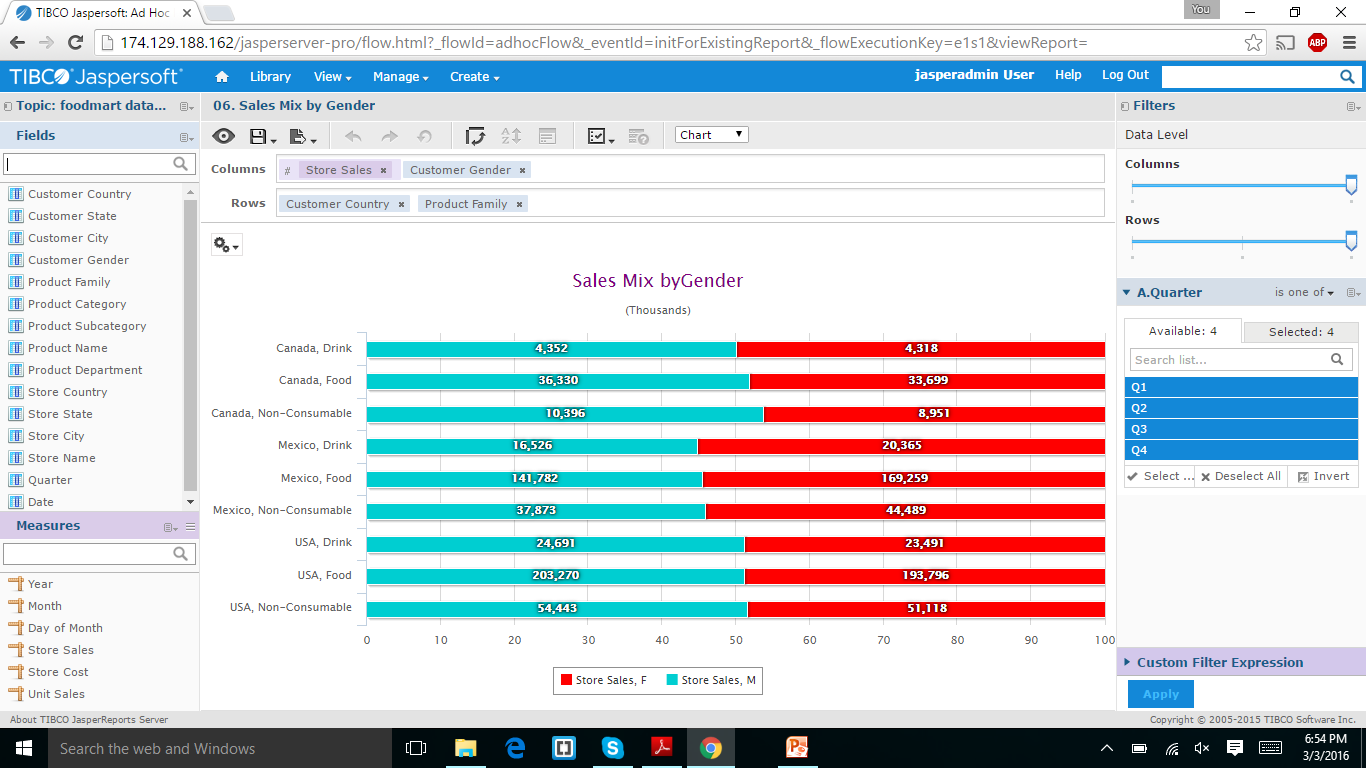 TIBCO Jaspersoft: Ad Hoc
You
174.129.188.162/jasperserver-pro/flow.html?_flowId=adhocFlow&_eventId=initForExistingReport&_flowExecutionKey=e1s1&viewReport=
ABP
TIBCO Jaspersoft
Library
View
Manage
Create
jasperadmin User
Help
Log Out
Topic: foodmart data...
06. Sales Mix by Gender
Filters
Fields
Chart
Data Level
Columns
# Store Sales
Customer Gender
Rows
Customer Country
Product Family
Columns
Rows
Customer Country
Customer State
Customer City
Customer Gender
Product Family
Product Category
Product Subcategory
Product Name
Product Department
Store Country
Store State
Store City
Store Name
Quarter
Date
Measures
Year
Month
Day of Month
Store Sales
Store Cost
Unit Sales
Sales Mix byGender
(Thousands)
Canada, Drink 4,352 4,318
Canada, Food 36,330 33,699
Canada, Non-Consumable 10,396 8,951
Mexico, Drink 16,526 20,365
Mexico, Food 141,782 169,259
Mexico, Non-Consumable 37,873 44,489
USA, Drink 24,691 23,491
USA, Food 203,270 193,796
USA, Non-Consumable 54,443 51,118
0 10 20 30 40 50 60 70 80 90 100
Store Sales, F
Store Sales, M
A.Quarter
is one of
Available: 4
Selected: 4
Search list...
Q1
Q2
Q3
Q4
Select ...
Deselect All
Invert
Custom Filter Expression
Apply
About TIBCO JasperReports Server
Copyright © 2005-2015 TIBCO Software Inc.
Search the web and Windows
6:54 PM
3/3/2016